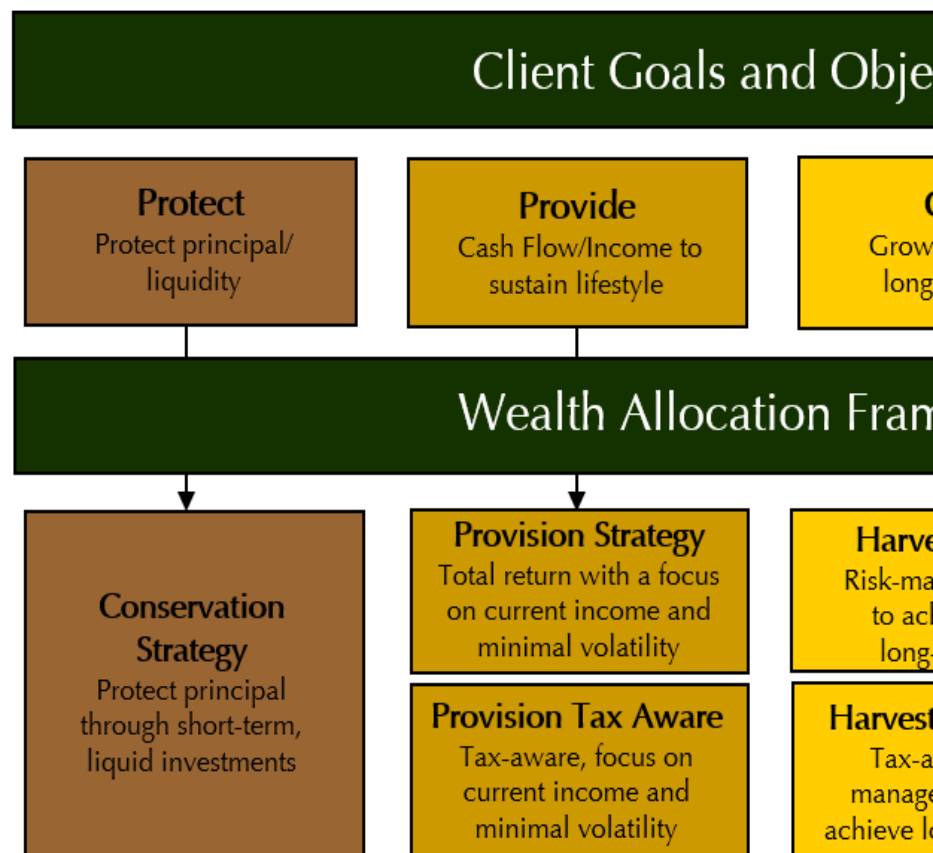 Client Goals and
Protect
Protect principal/
liquidity
Provide
Cash Flow/Income to
sustain lifestyle
Wealth Allocation
Conservation
Strategy
Protect principal
through short-term,
liquid investments
Provision Strategy
Total return with a focus
on current income and
minimal volatility
Provision Tax Aware
Tax-aware, focus on
current income and
minimal volatility
to
achieve